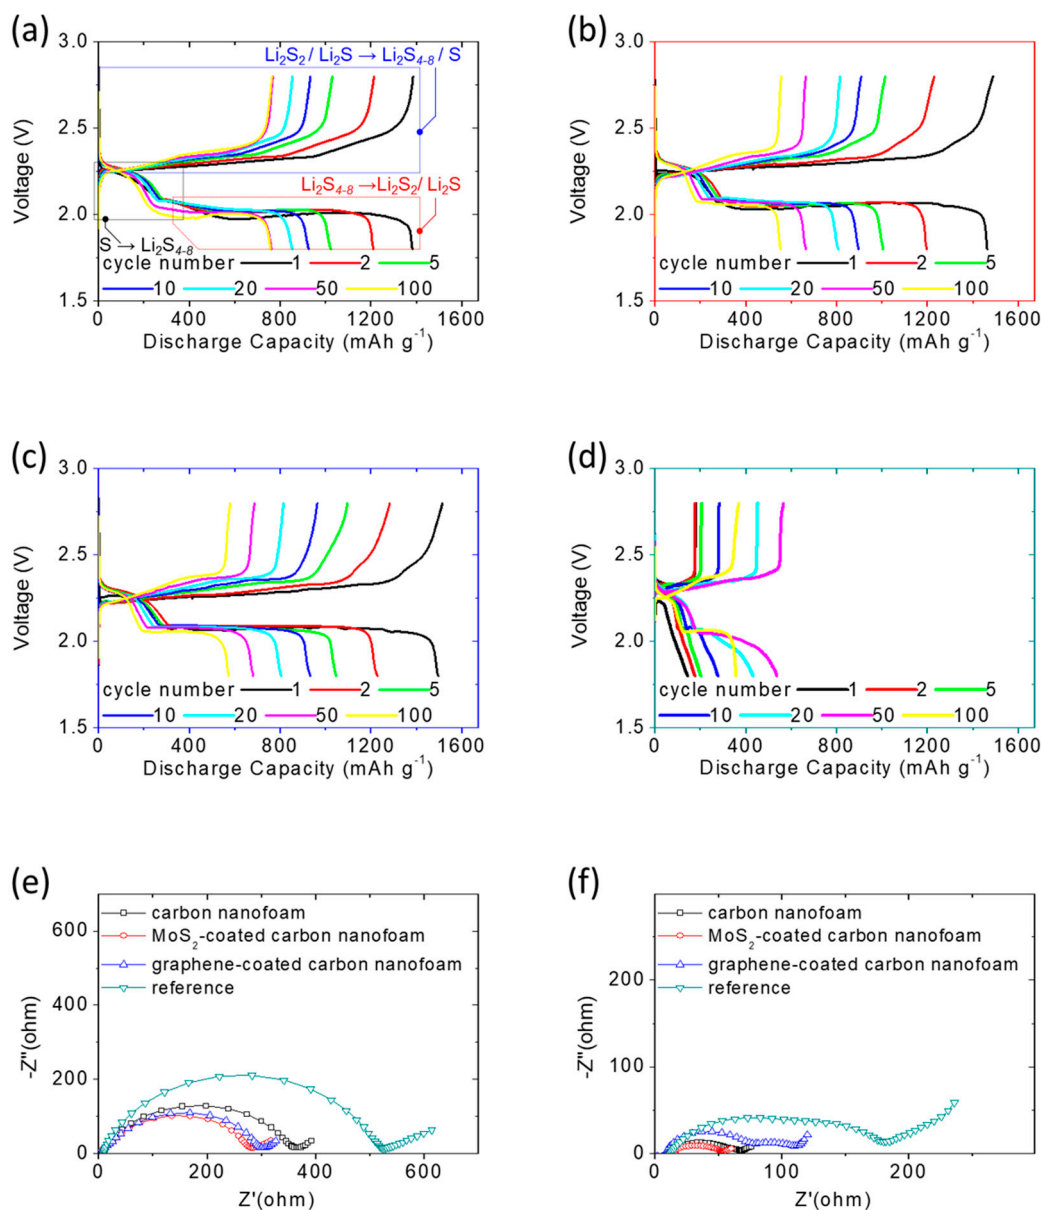 (a)
3.0
2.5
2.0
1.5
Voltage (V)
Li₂S₂ / Li₂S → Li₂S₄₋₈ / S
Li₂S₄₋₈ → Li₂S₂ / Li₂S
S → Li₂S₄₋₈
cycle number 1 2 5
10 20 50 100
0 400 800 1200 1600
Discharge Capacity (mAh g⁻¹)
(b)
3.0
2.5
2.0
1.5
Voltage (V)
cycle number 1 2 5
10 20 50 100
0 400 800 1200 1600
Discharge Capacity (mAh g⁻¹)
(c)
3.0
2.5
2.0
1.5
Voltage (V)
cycle number 1 2 5
10 20 50 100
0 400 800 1200 1600
Discharge Capacity (mAh g⁻¹)
(d)
3.0
2.5
2.0
1.5
Voltage (V)
cycle number 1 2 5
10 20 50 100
0 400 800 1200 1600
Discharge Capacity (mAh g⁻¹)
(e)
600
400
200
0
-Z"(ohm)
carbon nanofoam
MoS₂-coated carbon nanofoam
graphene-coated carbon nanofoam
reference
0 200 400 600
Z'(ohm)
(f)
200
100
0
-Z"(ohm)
carbon nanofoam
MoS₂-coated carbon nanofoam
graphene-coated carbon nanofoam
reference
0 100 200
Z'(ohm)